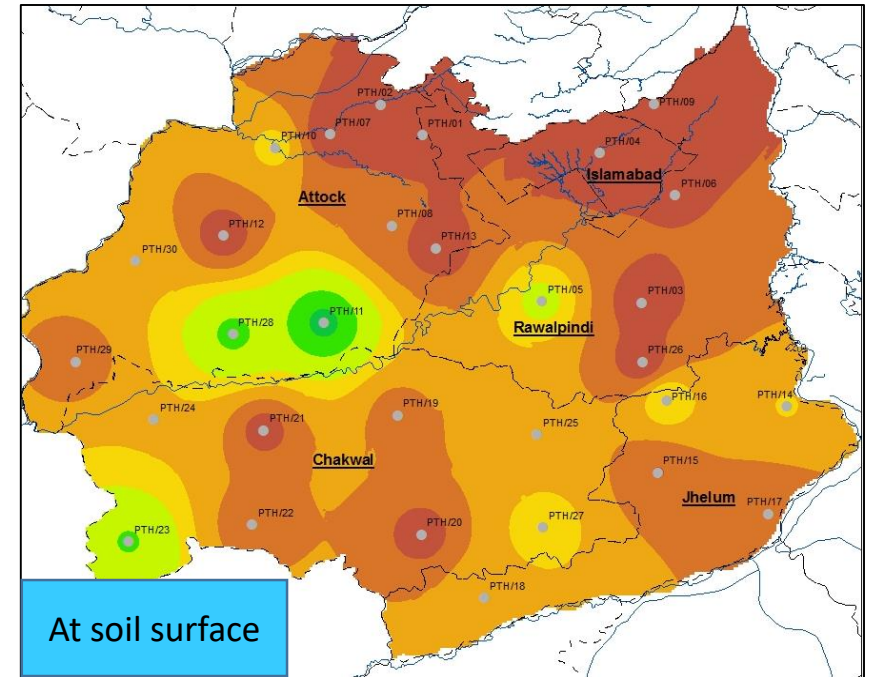 PTH/02
PTH/09
PTH/07
PTH/01
PTH/10
PTH/04
Islamabad
PTH/06
Attock
PTH/08
PTH/12
PTH/13
PTH/30
PTH/05
PTH/03
PTH/11
PTH/28
Rawalpindi
PTH/29
PTH/26
PTH/16
PTH/14
PTH/24
PTH/19
PTH/21
PTH/25
Chakwal
PTH/15
Jhelum
PTH/17
PTH/22
PTH/20
PTH/27
PTH/23
PTH/18
At soil surface